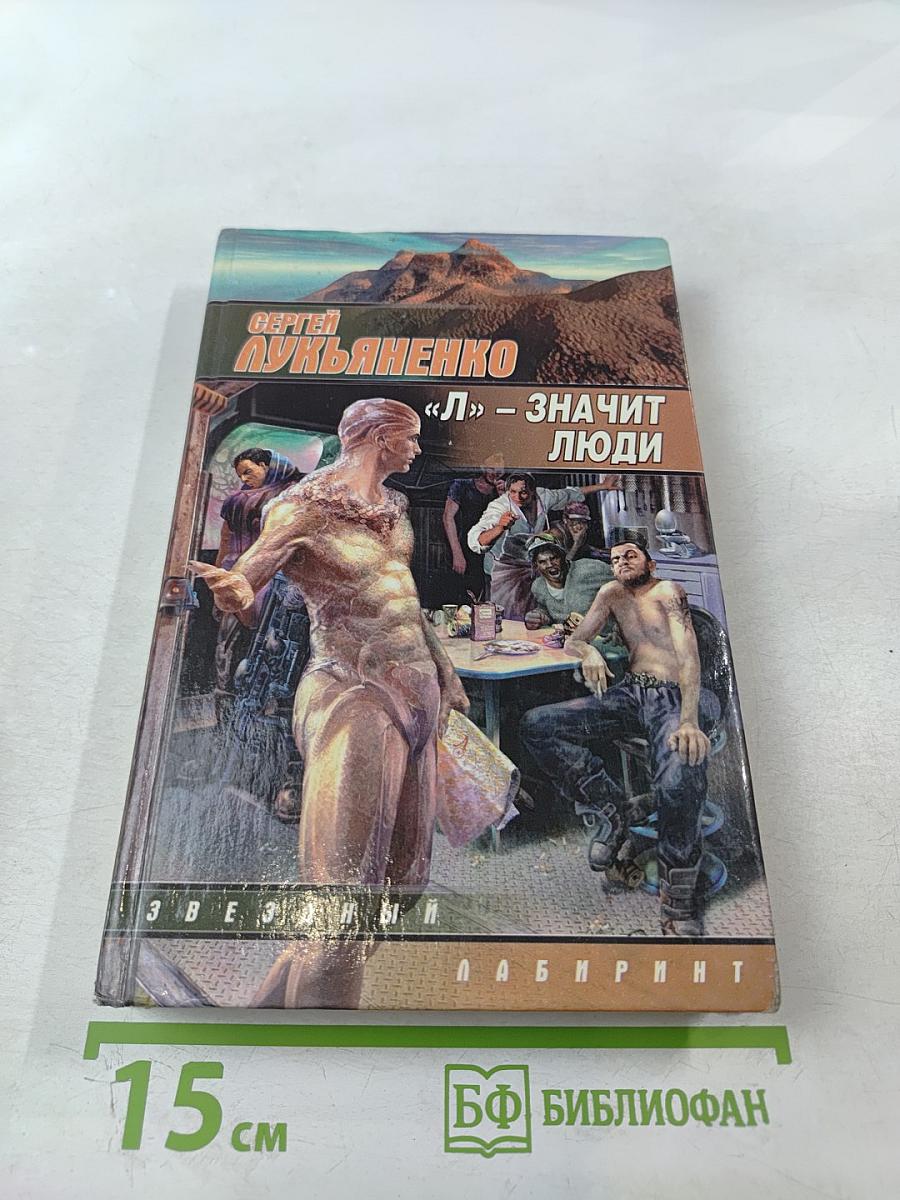 СЕРГЕЙ
ЛУКЬЯНЕНКО
«Л» – ЗНАЧИТ
ЛЮДИ
ЗВЕЗДНЫЙ
ЛАБИРИНТ
15 см
БФ БИБЛИОФАН